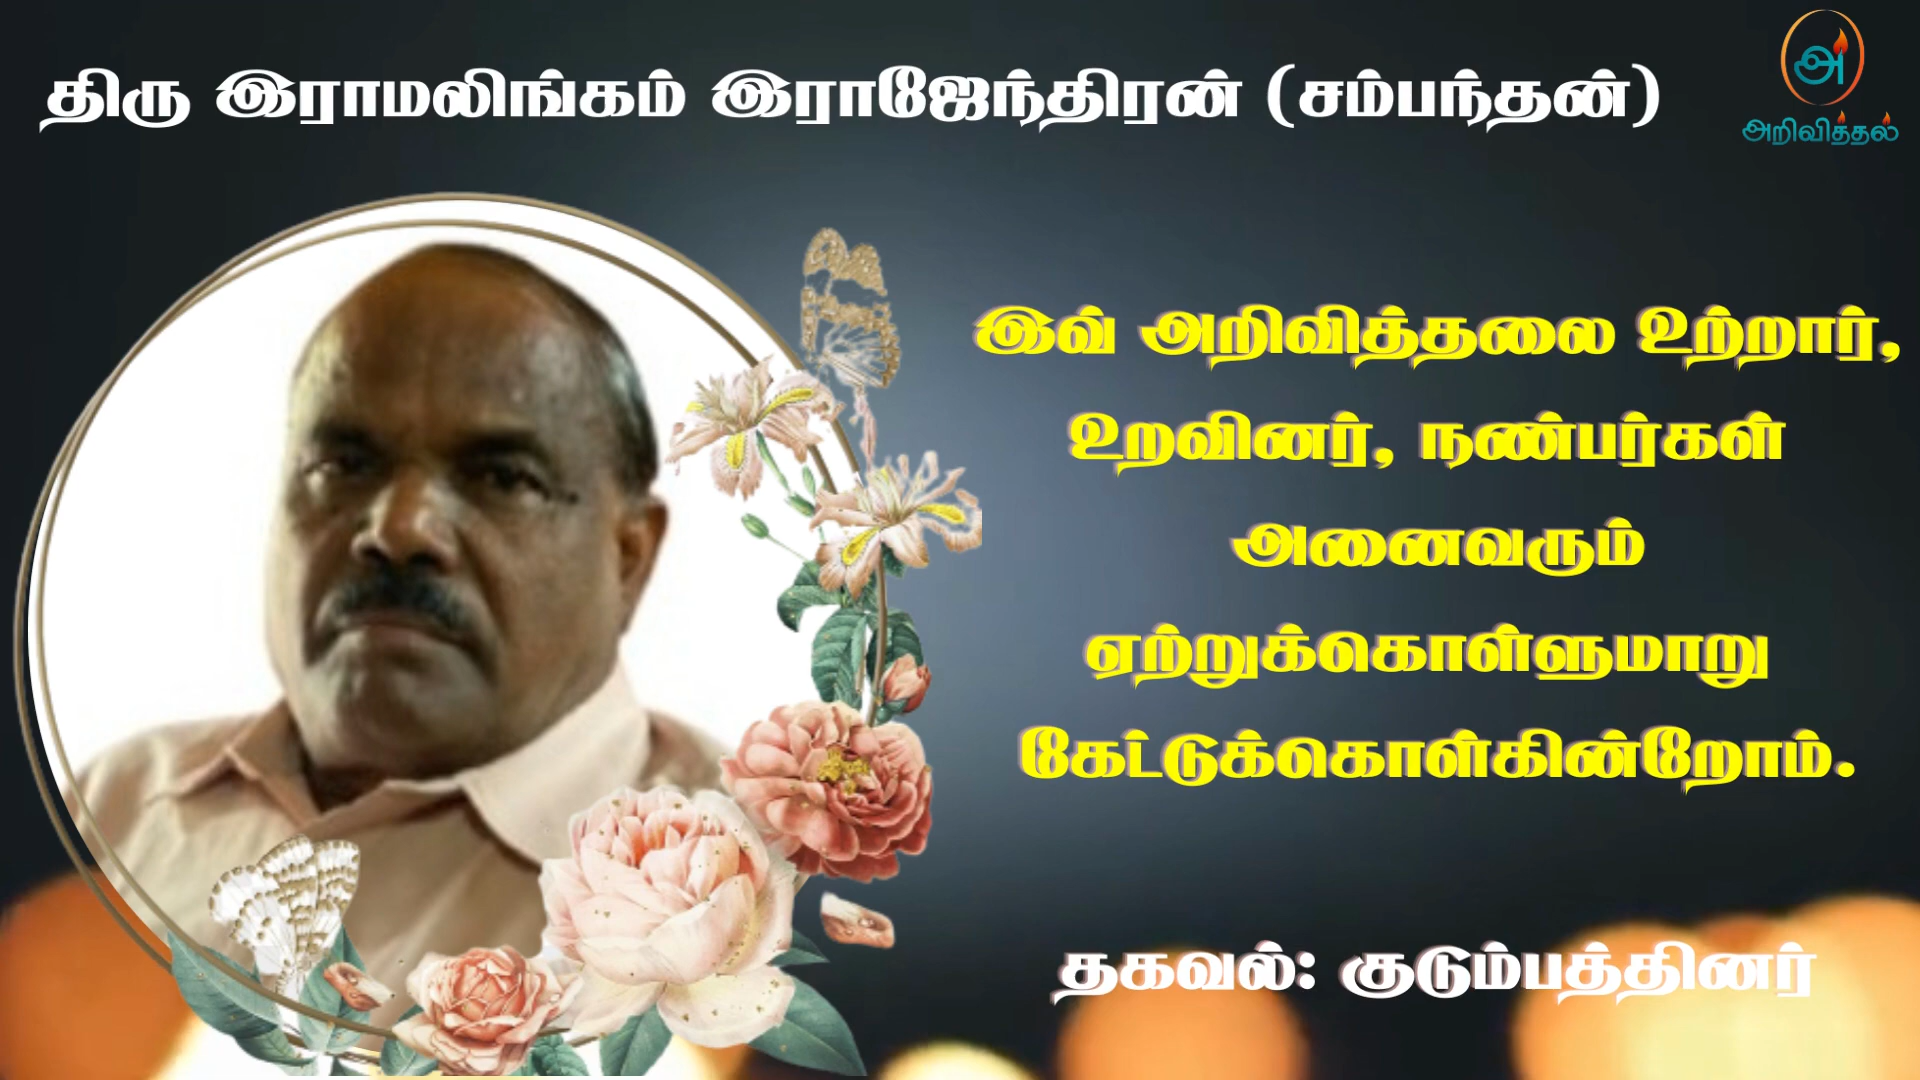 திரு இராமலிங்கம் இராஜேந்திரன் (சம்பந்தன்)
அ
அறிவித்தல்
இவ் அறிவித்தலை உற்றார்,
உறவினர், நண்பர்கள்
அனைவரும்
ஏற்றுக்கொள்ளுமாறு
கேட்டுக்கொள்கின்றோம்.
தகவல்: குடும்பத்தினர்